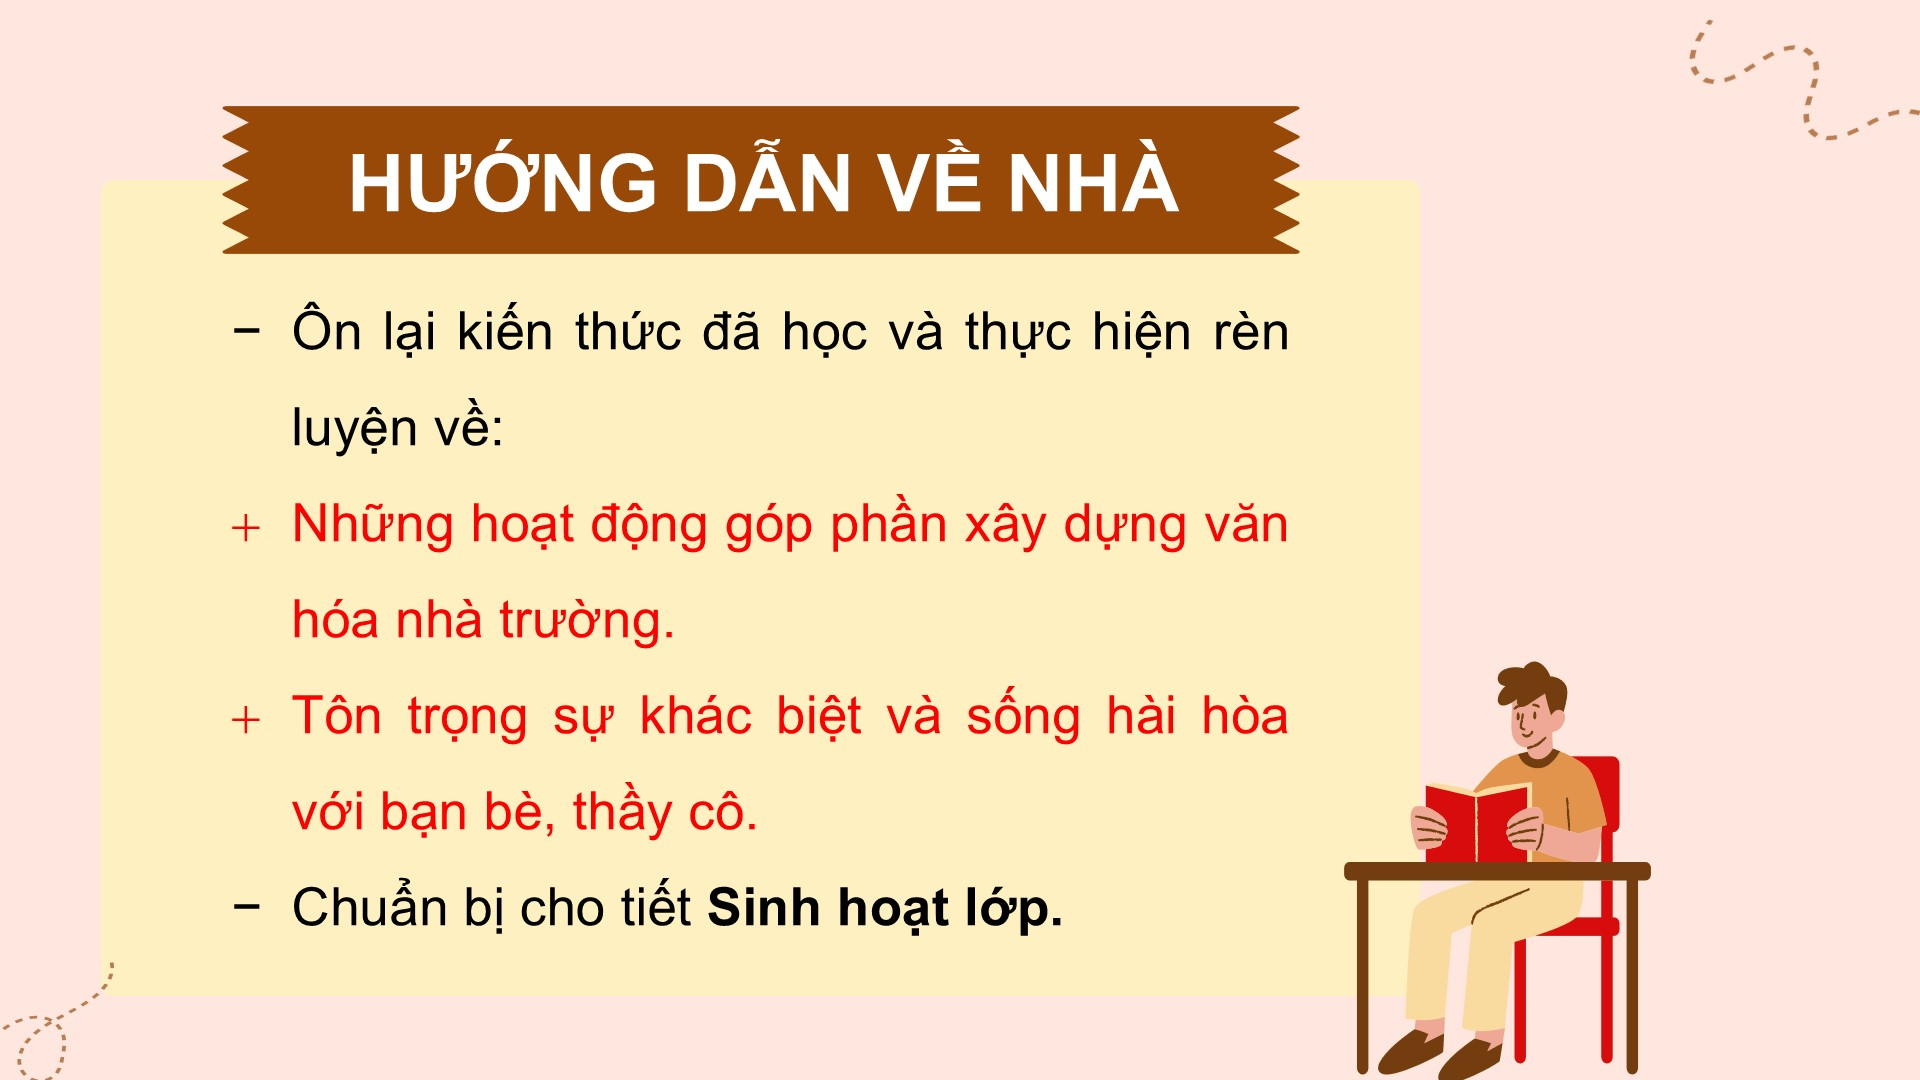 HƯỚNG DẪN VỀ NHÀ
− Ôn lại kiến thức đã học và thực hiện rèn
luyện về:
+ Những hoạt động góp phần xây dựng văn
hóa nhà trường.
+ Tôn trọng sự khác biệt và sống hài hòa
với bạn bè, thầy cô.
− Chuẩn bị cho tiết Sinh hoạt lớp.